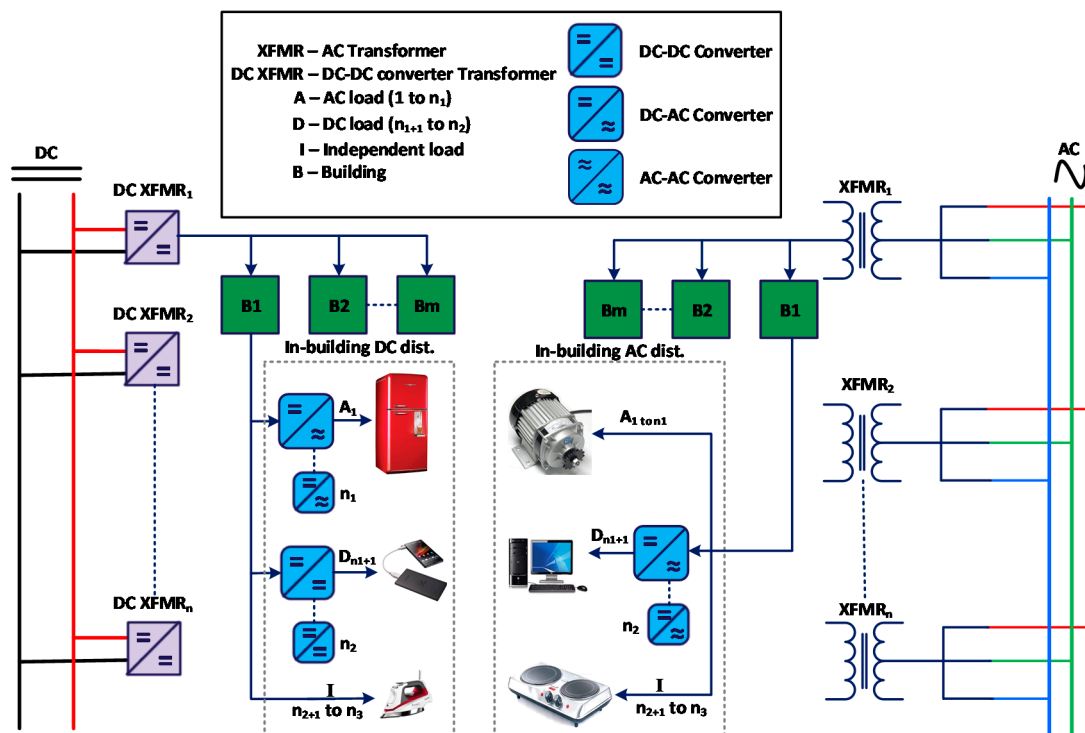 XFMR – AC Transformer
DC XFMR – DC-DC converter Transformer
A – AC load (1 to n₁)
D – DC load (n₁₊₁ to n₂)
I – Independent load
B – Building
DC-DC Converter
DC-AC Converter
AC-AC Converter
DC
DC XFMR₁
DC XFMR₂
DC XFMRₙ
B1
B2
Bm
In-building DC dist.
A₁
n₁
Dₙ₁₊₁
n₂
I
n₂₊₁ to n₃
AC
XFMR₁
XFMR₂
XFMRₙ
Bm
B2
B1
In-building AC dist.
A₁ ₜₒₙ₁
Dₙ₁₊₁
n₂
I
n₂₊₁ to n₃